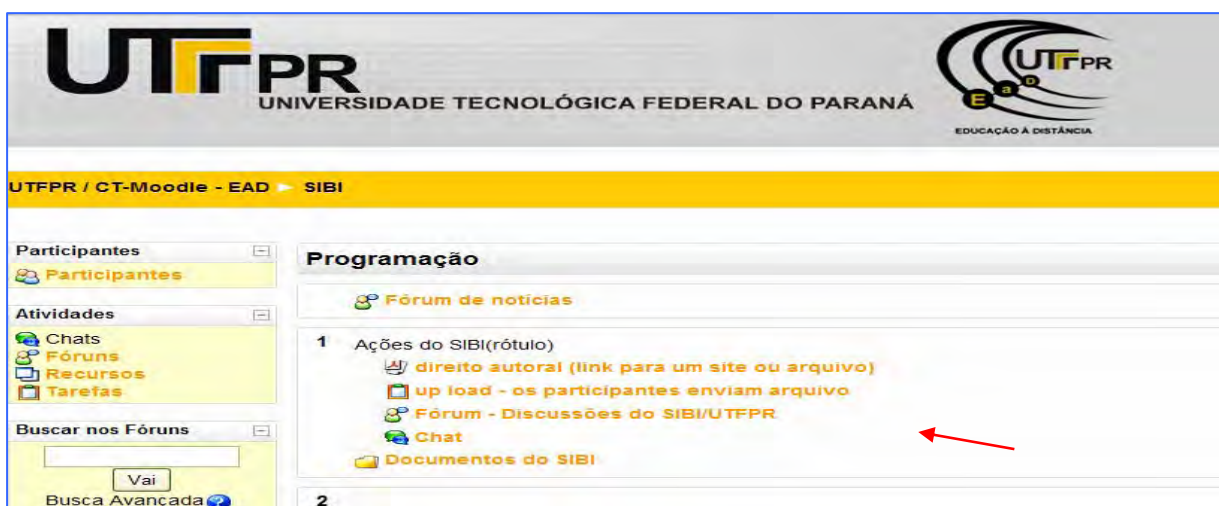 UTFPR
UNIVERSIDADE TECNOLÓGICA FEDERAL DO PARANÁ
UTFPR
E a D
EDUCAÇÃO À DISTÂNCIA
UTFPR / CT-Moodle - EAD ► SIBI
Participantes
Participantes
Atividades
Chats
Fóruns
Recursos
Tarefas
Buscar nos Fóruns
Vai
Busca Avançada
Programação
Fórum de notícias
1 Ações do SIBI(rótulo)
direito autoral (link para um site ou arquivo)
up load - os participantes enviam arquivo
Fórum - Discussões do SIBI/UTFPR
Chat
Documentos do SIBI
2